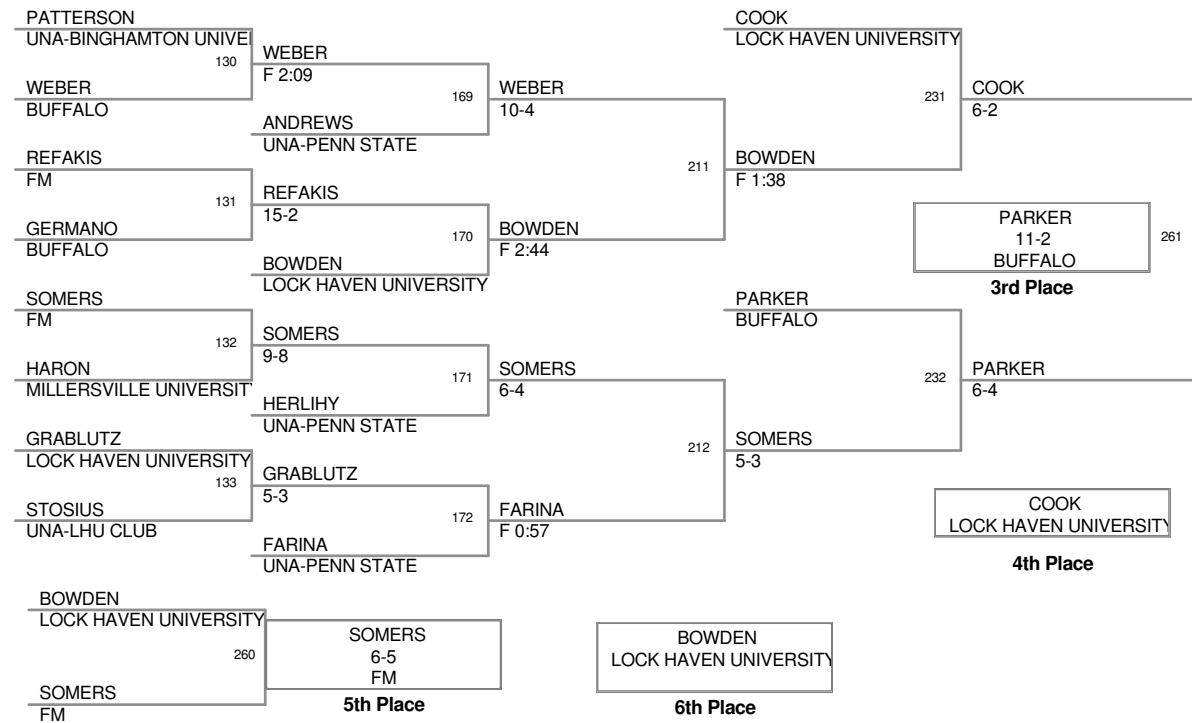 PATTERSON
UNA-BINGHAMTON UNIVE
130
WEBER
BUFFALO
REFAKIS
FM
131
GERMANO
BUFFALO
SOMERS
FM
132
HARON
MILLERSVILLE UNIVERSIT
GRABLUTZ
LOCK HAVEN UNIVERSITY
133
STOSIUS
UNA-LHU CLUB
WEBER
F 2:09
169
ANDREWS
UNA-PENN STATE
REFAKIS
15-2
170
BOWDEN
LOCK HAVEN UNIVERSITY
SOMERS
9-8
171
HERLIHY
UNA-PENN STATE
GRABLUTZ
5-3
172
FARINA
UNA-PENN STATE
WEBER
10-4
211
BOWDEN
F 2:44
SOMERS
6-4
212
FARINA
F 0:57
COOK
LOCK HAVEN UNIVERSITY
231
BOWDEN
F 1:38
PARKER
BUFFALO
232
SOMERS
5-3
COOK
6-2
PARKER
11-2
BUFFALO
261
3rd Place
PARKER
6-4
COOK
LOCK HAVEN UNIVERSITY
4th Place
BOWDEN
LOCK HAVEN UNIVERSITY
260
SOMERS
FM
SOMERS
6-5
FM
5th Place
BOWDEN
LOCK HAVEN UNIVERSITY
6th Place